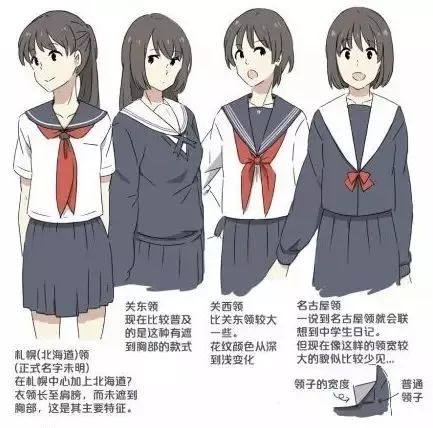 关东领
现在比较普及
的是这种有遮
到胸部的款式
关西领
比关东领较大
一些。
花纹颜色从深
到浅变化
名古屋领
一说到名古屋领就会联
想到中学生日记。
但现在像这样的领宽较
大的貌似比较少见...
札幌(北海道)领
(正式名字未明)
在札幌中心加上北海道?
衣领长至肩膀,而未遮到
胸部,这是其主要特征。
领子的宽度
普通
领子